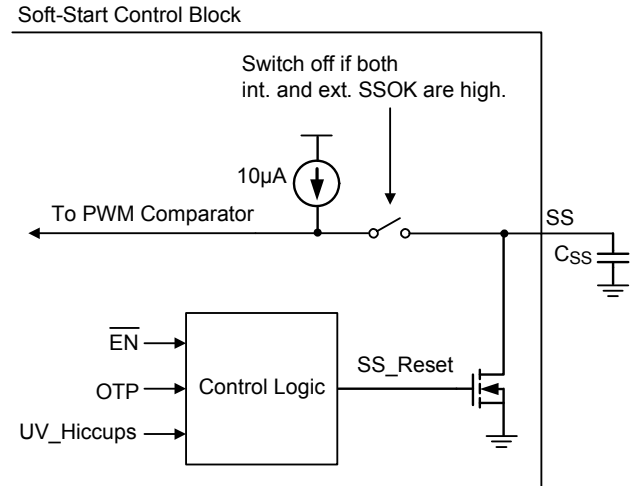 Soft-Start Control Block
Switch off if both
int. and ext. SSOK are high.
10µA
To PWM Comparator
SS
CSS
EN
OTP
UV_Hiccups
Control Logic
SS_Reset